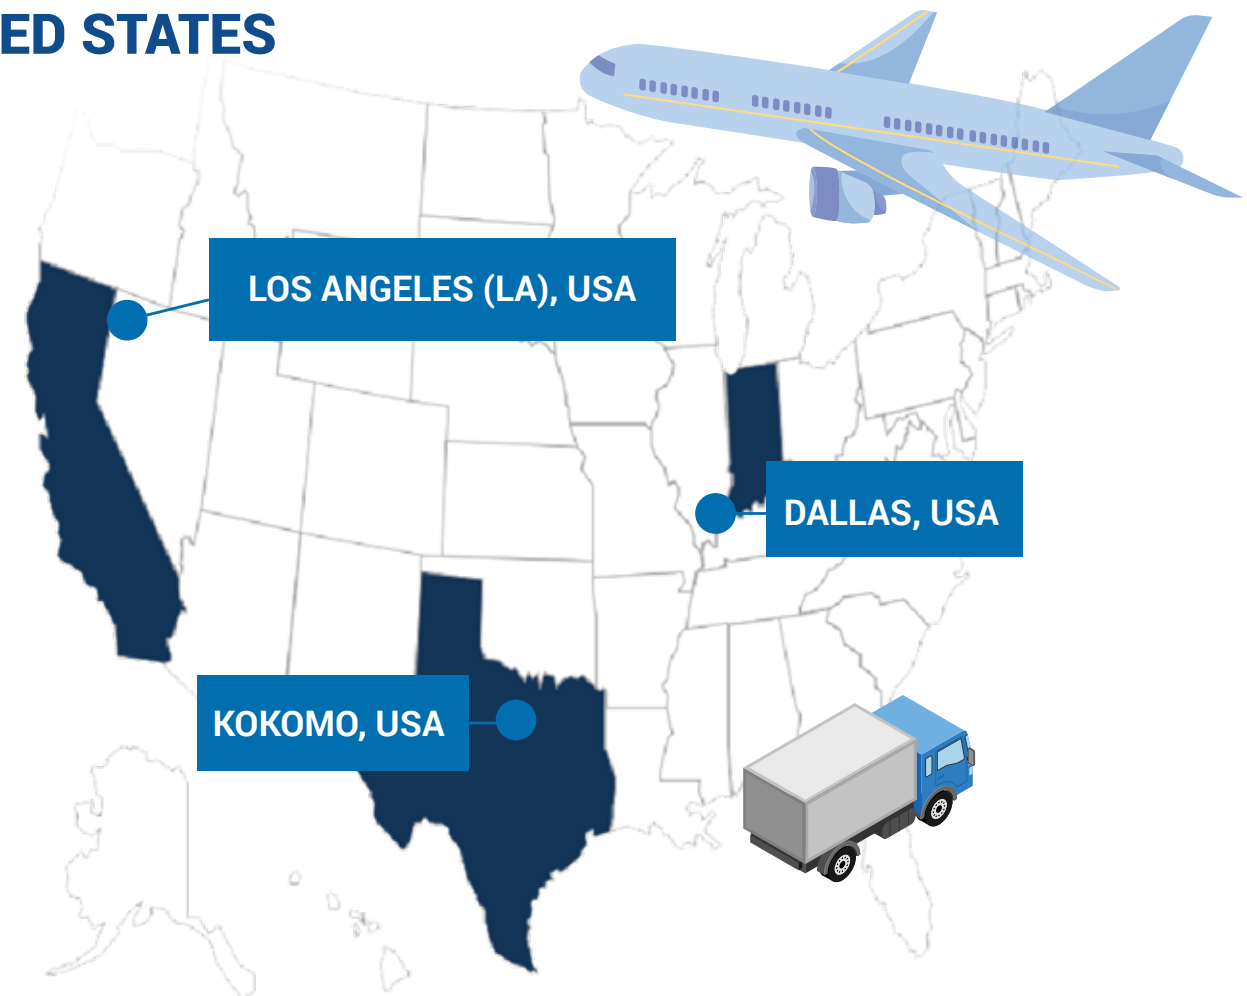 ED STATES
LOS ANGELES (LA), USA
DALLAS, USA
KOKOMO, USA